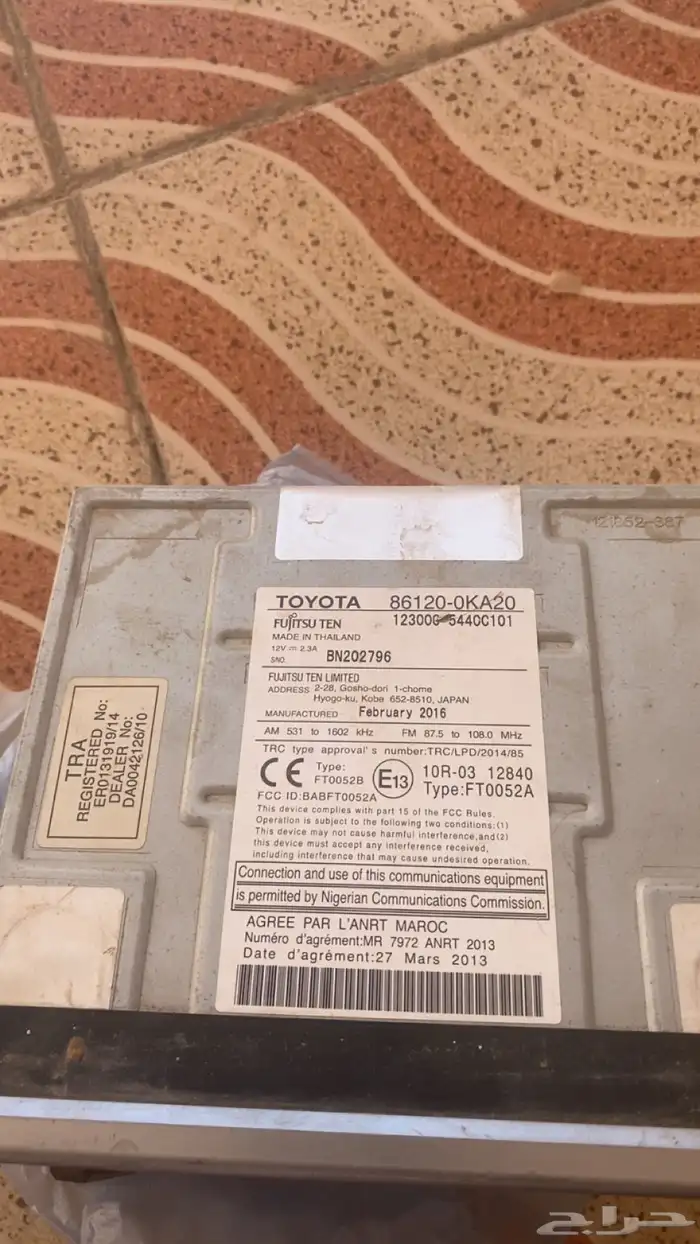 121052-387
TOYOTA 86120-0KA20
FUJITSU TEN 12300G-5440C101
MADE IN THAILAND
12V 2.3A
SNO. BN202796
FUJITSU TEN LIMITED
ADDRESS 2-28, Gosho-dori 1-chome
Hyogo-ku, Kobe 652-8510, JAPAN
MANUFACTURED February 2016
AM 531 to 1602 kHz FM 87.5 to 108.0 MHz
TRC type approval's number:TRC/LPD/2014/85
CE Type: E13 10R-03 12840
FT0052B Type:FT0052A
FCC ID:BABFT0052A
This device complies with part 15 of the FCC Rules.
Operation is subject to the following two conditions:(1)
This device may not cause harmful interference,and(2)
this device must accept any interference received,
including interference that may cause undesired operation.
Connection and use of this communications equipment
is permitted by Nigerian Communications Commission.
AGREE PAR L'ANRT MAROC
Numéro d'agrément:MR 7972 ANRT 2013
Date d'agrément:27 Mars 2013
TRA
REGISTERED No:
ER0131919/14
DEALER No:
DA0042126/10
حراج